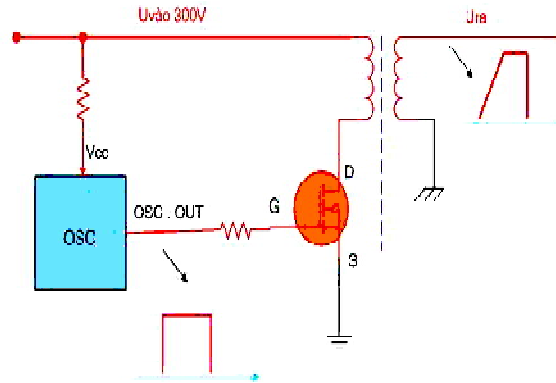 Uvào 300V
Ura
Vcc
D
G
OSC . OUT
OSC
S